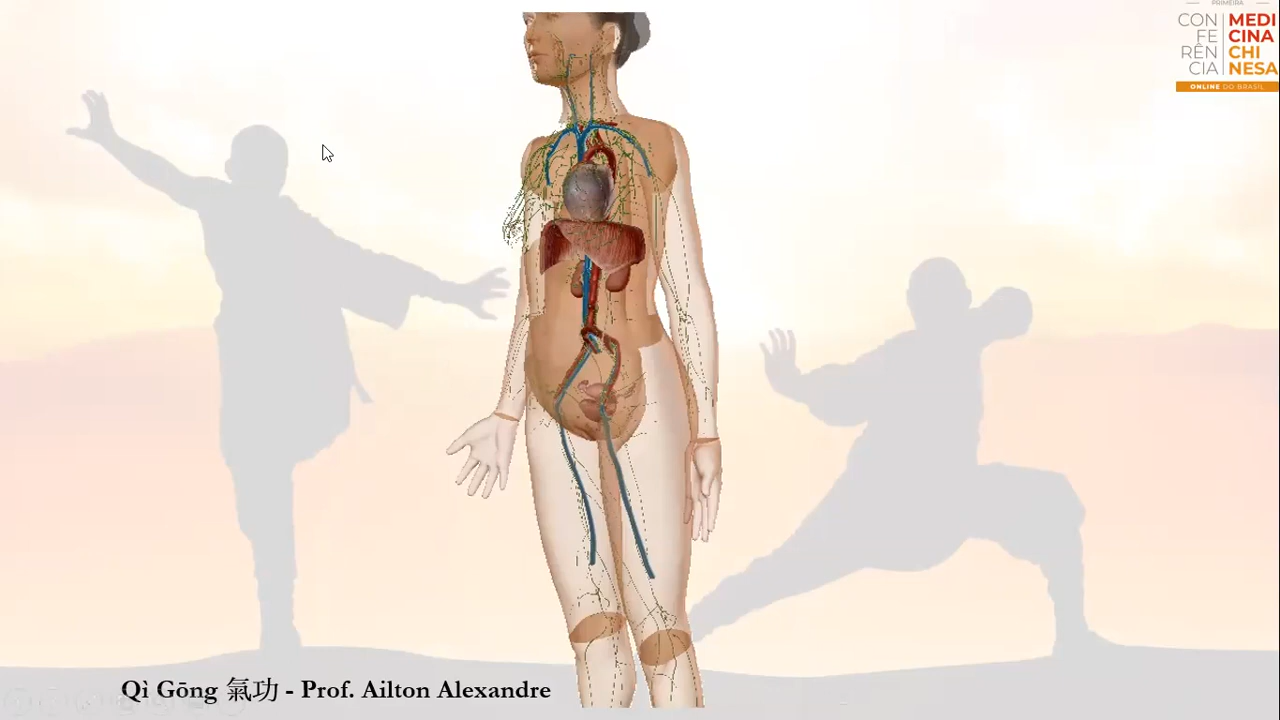 PRIMEIRA
CON MEDI
FE CINA
RÊN CHI
CIA NESA
ONLINE DO BRASIL
Qì Gōng 氣功 - Prof. Ailton Alexandre